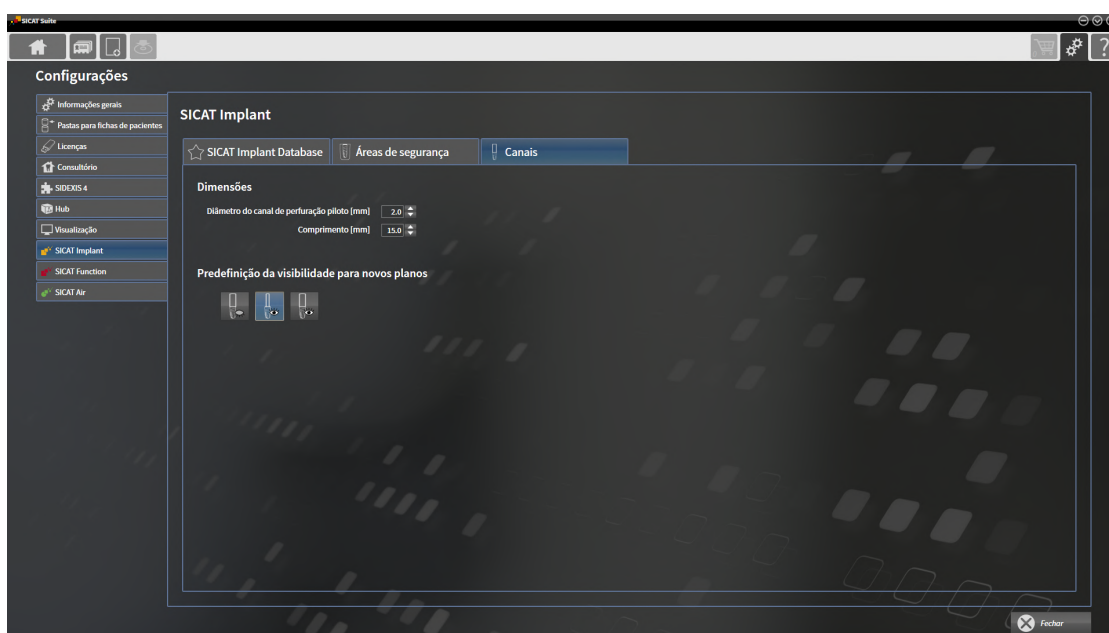 SICAT Suite
Configurações
Informações gerais
Pastas para fichas de pacientes
Licenças
Consultório
SIDEXIS 4
Hub
Visualização
SICAT Implant
SICAT Function
SICAT Air
SICAT Implant
SICAT Implant Database
Áreas de segurança
Canais
Dimensões
Diâmetro do canal de perfuração piloto [mm] 2.0
Comprimento [mm] 15.0
Predefinição da visibilidade para novos planos
Fechar